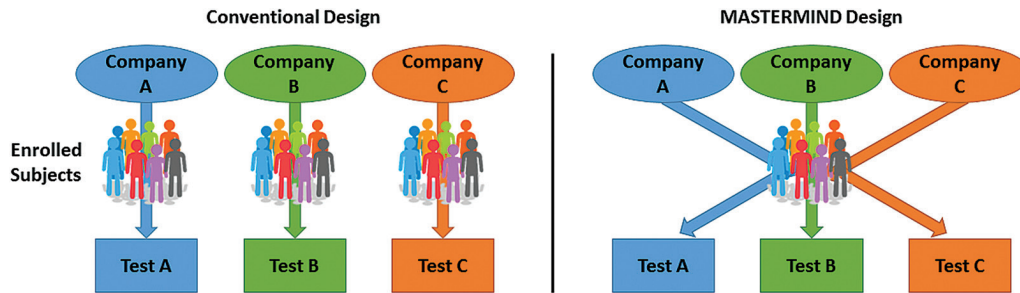 Conventional Design
MASTERMIND Design
Company
A
Company
B
Company
C
Company
A
Company
B
Company
C
Enrolled
Subjects
Test A
Test B
Test C
Test A
Test B
Test C